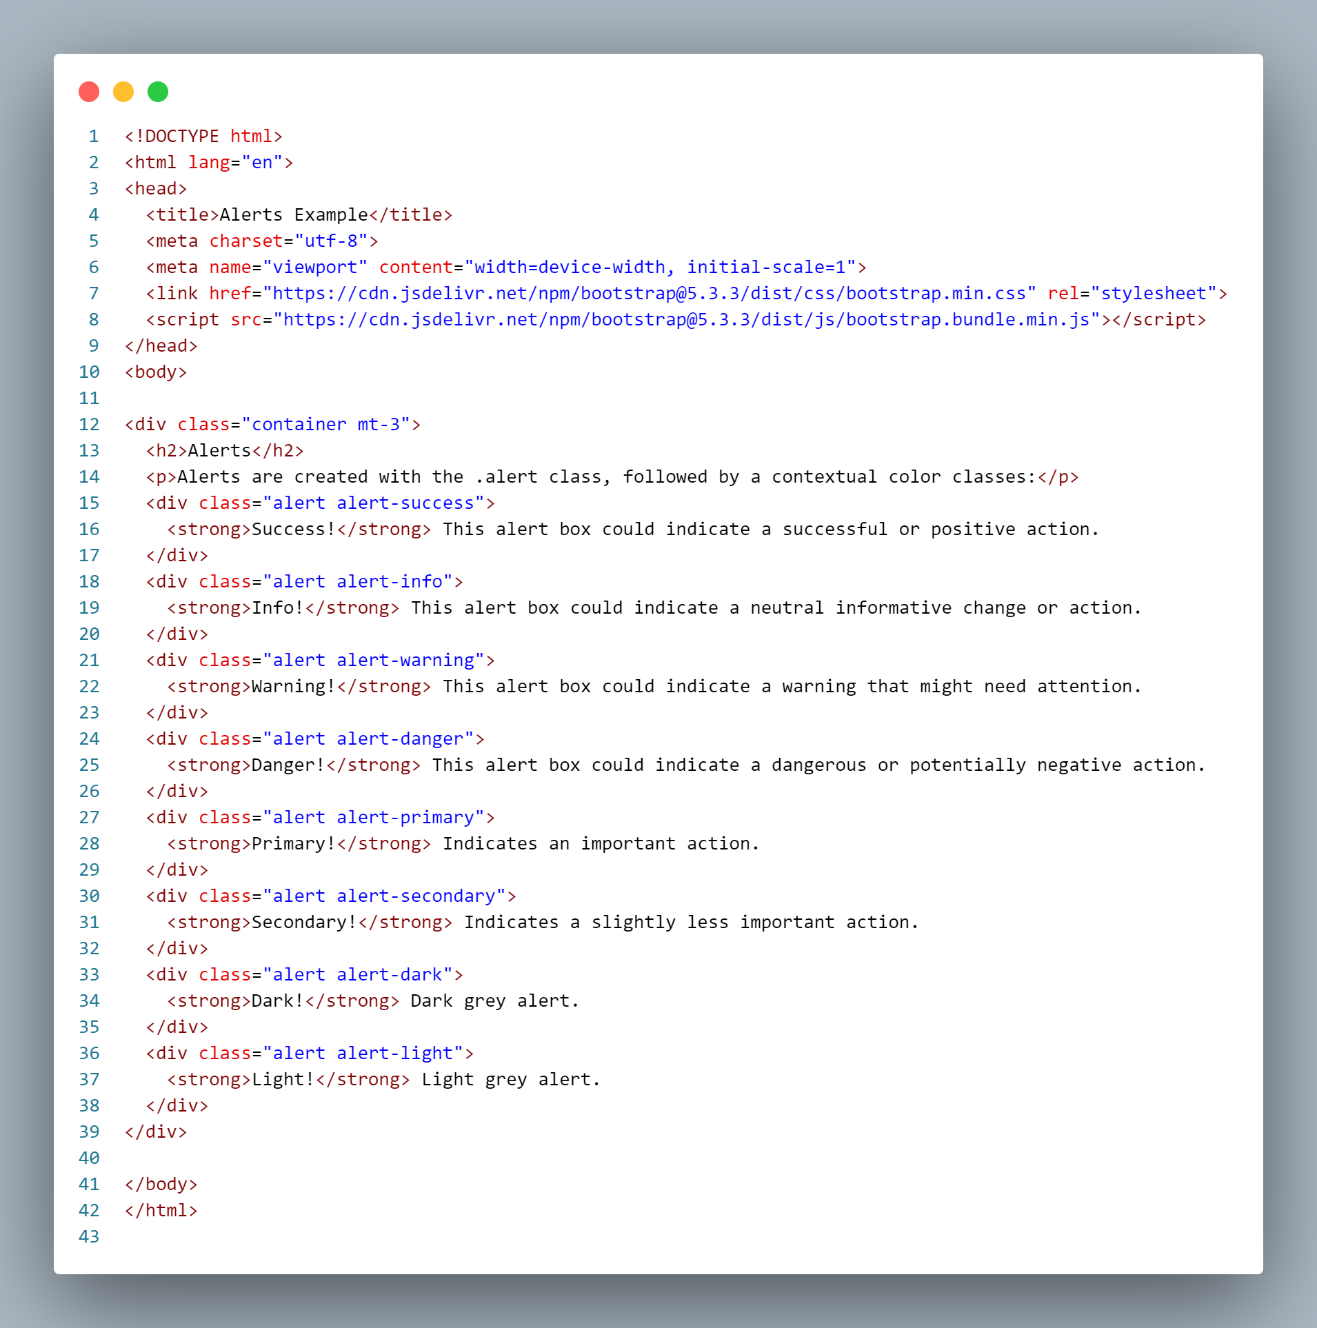 1 <!DOCTYPE html>
2 <html lang="en">
3 <head>
4   <title>Alerts Example</title>
5   <meta charset="utf-8">
6   <meta name="viewport" content="width=device-width, initial-scale=1">
7   <link href="https://cdn.jsdelivr.net/npm/bootstrap@5.3.3/dist/css/bootstrap.min.css" rel="stylesheet">
8   <script src="https://cdn.jsdelivr.net/npm/bootstrap@5.3.3/dist/js/bootstrap.bundle.min.js"></script>
9 </head>
10 <body>
11
12 <div class="container mt-3">
13   <h2>Alerts</h2>
14   <p>Alerts are created with the .alert class, followed by a contextual color classes:</p>
15   <div class="alert alert-success">
16     <strong>Success!</strong> This alert box could indicate a successful or positive action.
17   </div>
18   <div class="alert alert-info">
19     <strong>Info!</strong> This alert box could indicate a neutral informative change or action.
20   </div>
21   <div class="alert alert-warning">
22     <strong>Warning!</strong> This alert box could indicate a warning that might need attention.
23   </div>
24   <div class="alert alert-danger">
25     <strong>Danger!</strong> This alert box could indicate a dangerous or potentially negative action.
26   </div>
27   <div class="alert alert-primary">
28     <strong>Primary!</strong> Indicates an important action.
29   </div>
30   <div class="alert alert-secondary">
31     <strong>Secondary!</strong> Indicates a slightly less important action.
32   </div>
33   <div class="alert alert-dark">
34     <strong>Dark!</strong> Dark grey alert.
35   </div>
36   <div class="alert alert-light">
37     <strong>Light!</strong> Light grey alert.
38   </div>
39 </div>
40
41 </body>
42 </html>
43